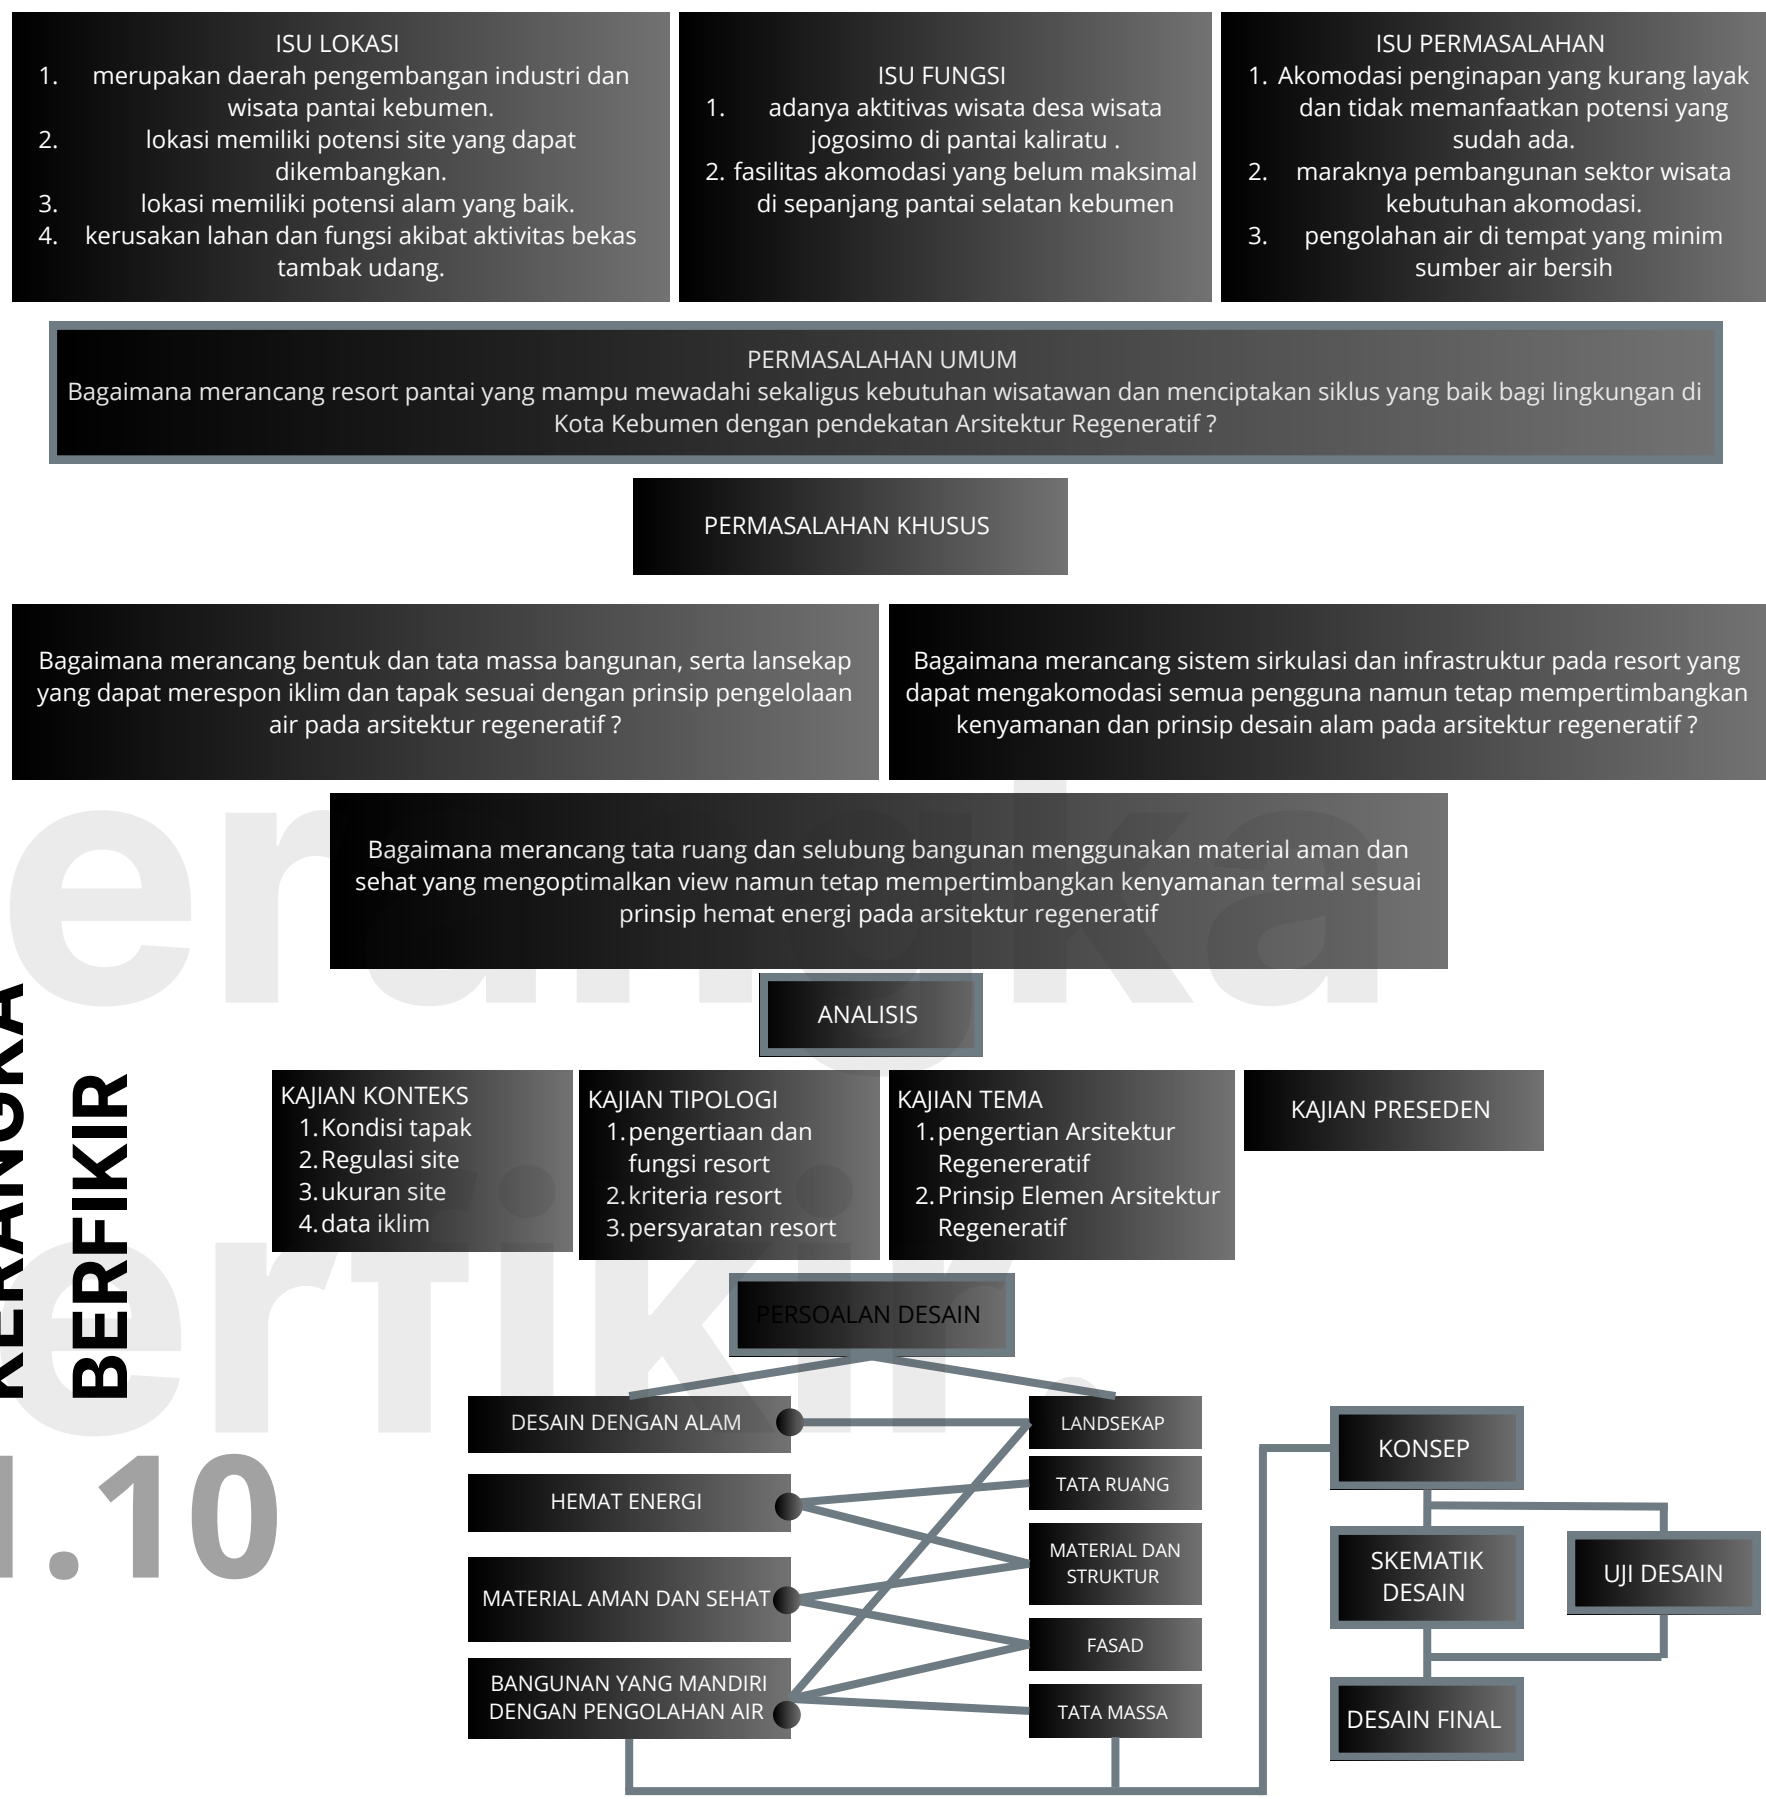 ISU LOKASI
1. merupakan daerah pengembangan industri dan
wisata pantai kebumen.
2. lokasi memiliki potensi site yang dapat
dikembangkan.
3. lokasi memiliki potensi alam yang baik.
4. kerusakan lahan dan fungsi akibat aktivitas bekas
tambak udang.
ISU FUNGSI
1. adanya aktitivas wisata desa wisata
jogosimo di pantai kaliratu .
2. fasilitas akomodasi yang belum maksimal
di sepanjang pantai selatan kebumen
ISU PERMASALAHAN
1. Akomodasi penginapan yang kurang layak
dan tidak memanfaatkan potensi yang
sudah ada.
2. maraknya pembangunan sektor wisata
kebutuhan akomodasi.
3. pengolahan air di tempat yang minim
sumber air bersih
PERMASALAHAN UMUM
Bagaimana merancang resort pantai yang mampu mewadahi sekaligus kebutuhan wisatawan dan menciptakan siklus yang baik bagi lingkungan di
Kota Kebumen dengan pendekatan Arsitektur Regeneratif ?
PERMASALAHAN KHUSUS
Bagaimana merancang bentuk dan tata massa bangunan, serta lansekap
yang dapat merespon iklim dan tapak sesuai dengan prinsip pengelolaan
air pada arsitektur regeneratif ?
Bagaimana merancang sistem sirkulasi dan infrastruktur pada resort yang
dapat mengakomodasi semua pengguna namun tetap mempertimbangkan
kenyamanan dan prinsip desain alam pada arsitektur regeneratif ?
Bagaimana merancang tata ruang dan selubung bangunan menggunakan material aman dan
sehat yang mengoptimalkan view namun tetap mempertimbangkan kenyamanan termal sesuai
prinsip hemat energi pada arsitektur regeneratif
erangka
erfikir.
KERANGKA
BERFIKIR
1.10
ANALISIS
KAJIAN KONTEKS
1. Kondisi tapak
2. Regulasi site
3. ukuran site
4. data iklim
KAJIAN TIPOLOGI
1. pengertiaan dan
fungsi resort
2. kriteria resort
3. persyaratan resort
KAJIAN TEMA
1. pengertian Arsitektur
Regenereratif
2. Prinsip Elemen Arsitektur
Regeneratif
KAJIAN PRESEDEN
PERSOALAN DESAIN
DESAIN DENGAN ALAM
HEMAT ENERGI
MATERIAL AMAN DAN SEHAT
BANGUNAN YANG MANDIRI
DENGAN PENGOLAHAN AIR
LANDSEKAP
TATA RUANG
MATERIAL DAN
STRUKTUR
FASAD
TATA MASSA
KONSEP
SKEMATIK
DESAIN
UJI DESAIN
DESAIN FINAL